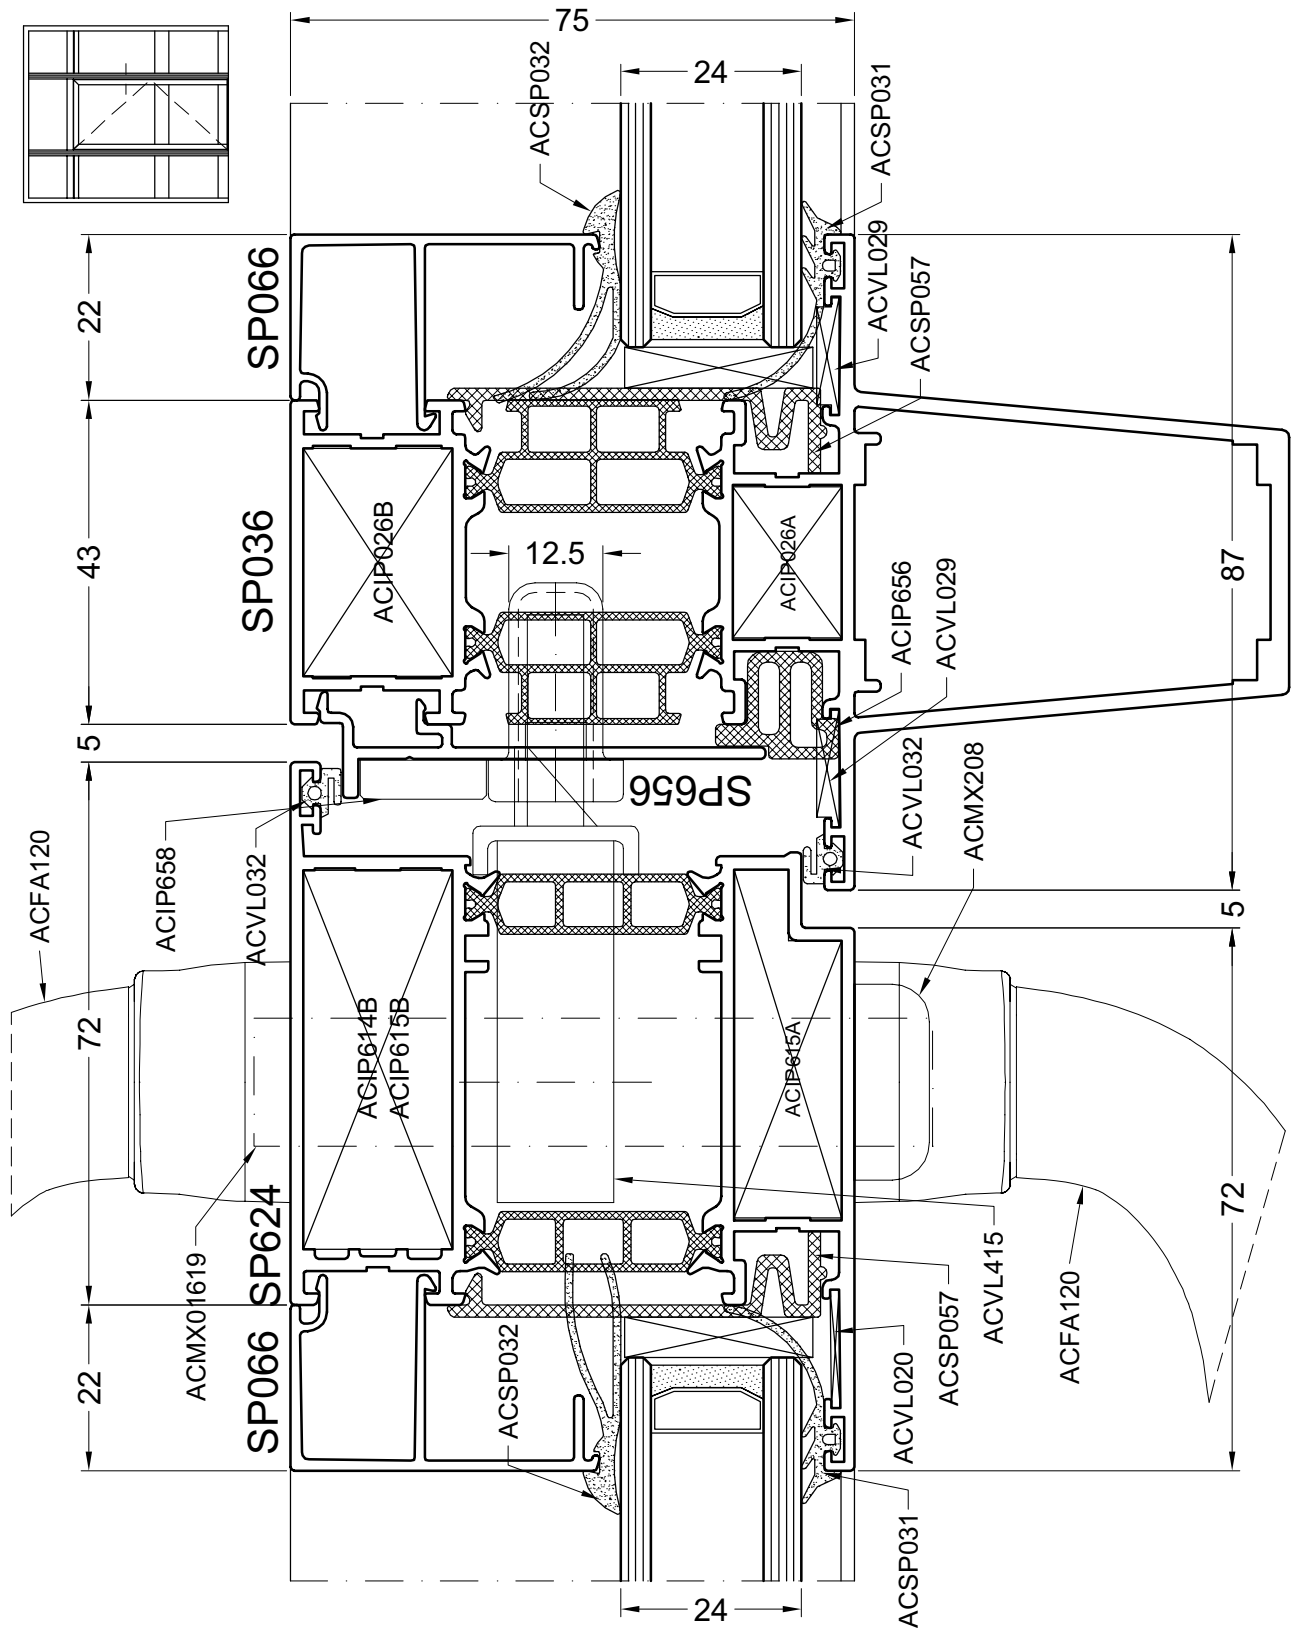 75
24
ACSP032
ACSP031
22
SP066
ACVL029
ACSP057
43
SP036
ACIP026B
12.5
ACIP026A
87
ACIP656
ACVL029
5
SP656
ACVL032
ACMX208
ACFA120
ACIP658
ACVL032
5
72
ACIP614B
ACIP615B
ACIP615A
72
ACMX01619
SP624
ACVL415
ACFA120
ACSP057
22
SP066
ACSP032
ACVL020
ACSP031
24